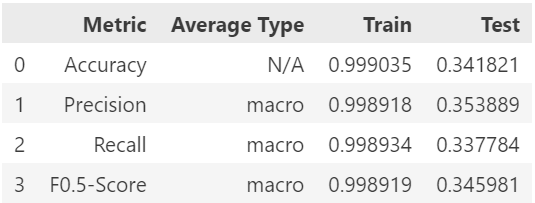 Metric Average Type Train Test
0 Accuracy N/A 0.999035 0.341821
1 Precision macro 0.998918 0.353889
2 Recall macro 0.998934 0.337784
3 F0.5-Score macro 0.998919 0.345981